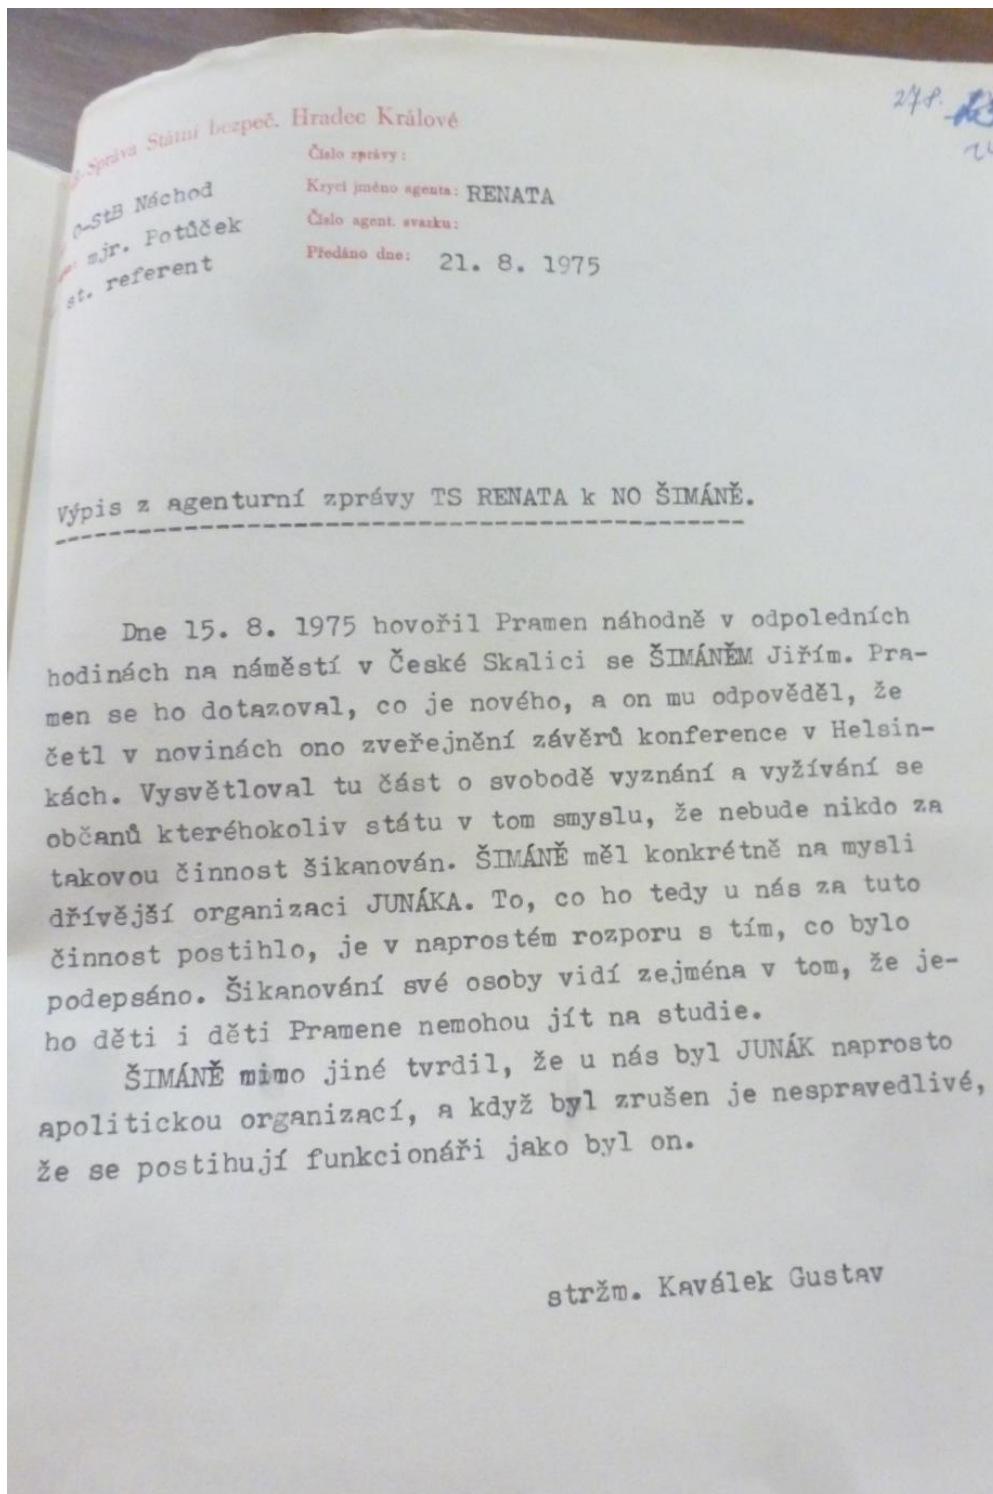 Správa Státní bezpeč. Hradec Králové
Číslo zprávy:
Krycí jméno agenta: RENATA
Číslo agent. svazku:
Předáno dne: 21. 8. 1975
O-StB Náchod
mjr. Potůček
st. referent
278.
Výpis z agenturní zprávy TS RENATA k NO ŠIMÁNĚ.
Dne 15. 8. 1975 hovořil Pramen náhodně v odpoledních
hodinách na náměstí v České Skalici se ŠIMÁNĚM Jiřím. Pra-
men se ho dotazoval, co je nového, a on mu odpověděl, že
četl v novinách ono zveřejnění závěrů konference v Helsin-
kách. Vysvětloval tu část o svobodě vyznání a vyžívání se
občanů kteréhokoliv státu v tom smyslu, že nebude nikdo za
takovou činnost šikanován. ŠIMÁNĚ měl konkrétně na mysli
dřívější organizaci JUNÁKA. To, co ho tedy u nás za tuto
činnost postihlo, je v naprostém rozporu s tím, co bylo
podepsáno. Šikanování své osoby vidí zejména v tom, že je-
ho děti i děti Pramene nemohou jít na studie.
ŠIMÁNĚ mimo jiné tvrdil, že u nás byl JUNÁK naprosto
apolitickou organizací, a když byl zrušen je nespravedlivé,
že se postihují funkcionáři jako byl on.
stržm. Kaválek Gustav